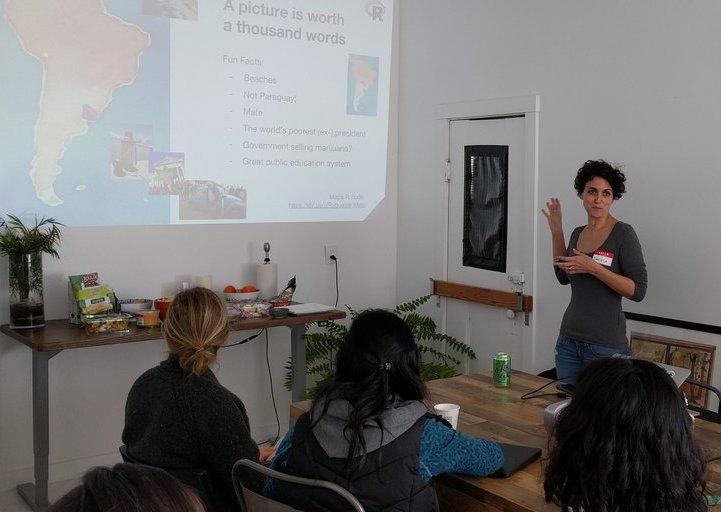 A picture is worth
a thousand words
R
Fun Facts:
- Beaches
- Not Paraguay!
- Mate
- The world's poorest (ex-) president
- Government selling marijuana?
- Great public education system
Maps R code:
HELLO